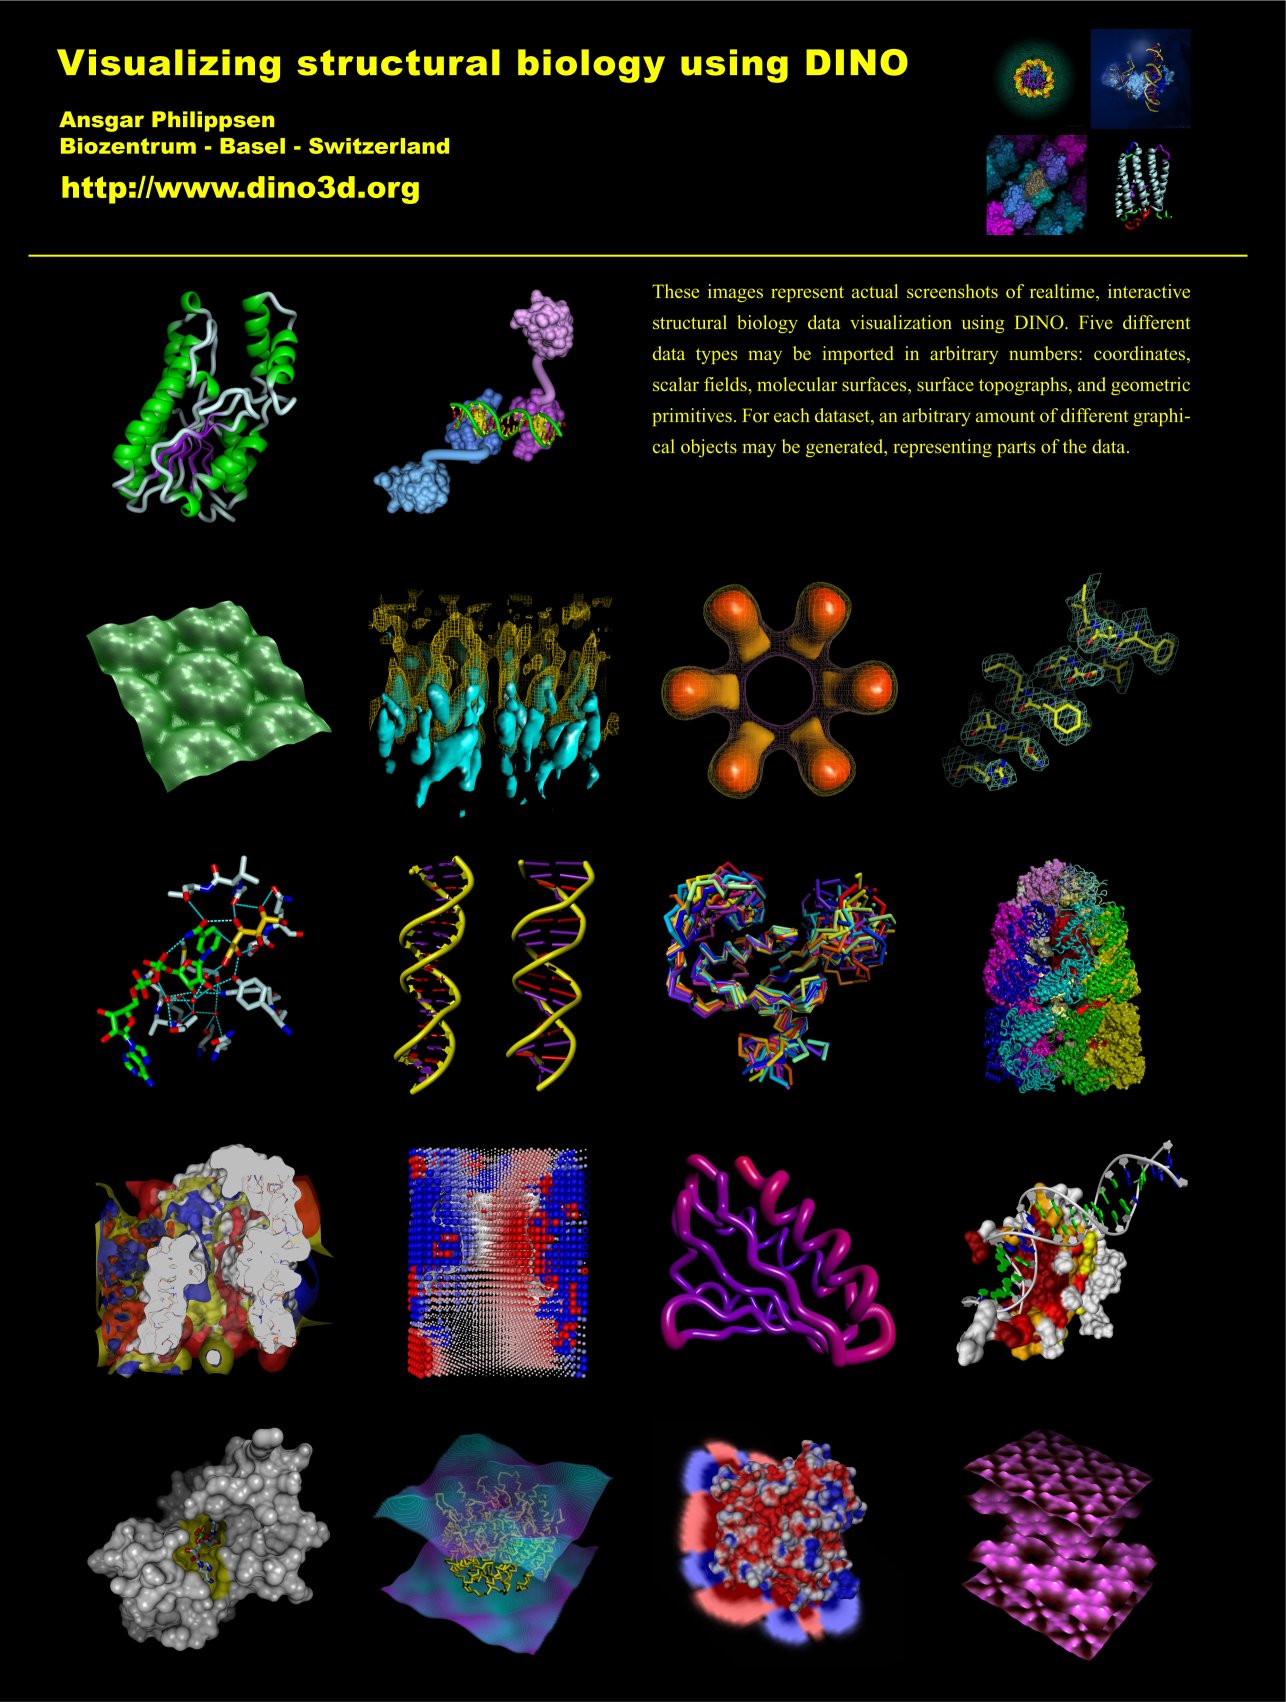 Visualizing structural biology using DINO
Ansgar Philippsen
Biozentrum - Basel - Switzerland
http://www.dino3d.org
These images represent actual screenshots of realtime, interactive
structural biology data visualization using DINO. Five different
data types may be imported in arbitrary numbers: coordinates,
scalar fields, molecular surfaces, surface topographs, and geometric
primitives. For each dataset, an arbitrary amount of different graphi-
cal objects may be generated, representing parts of the data.